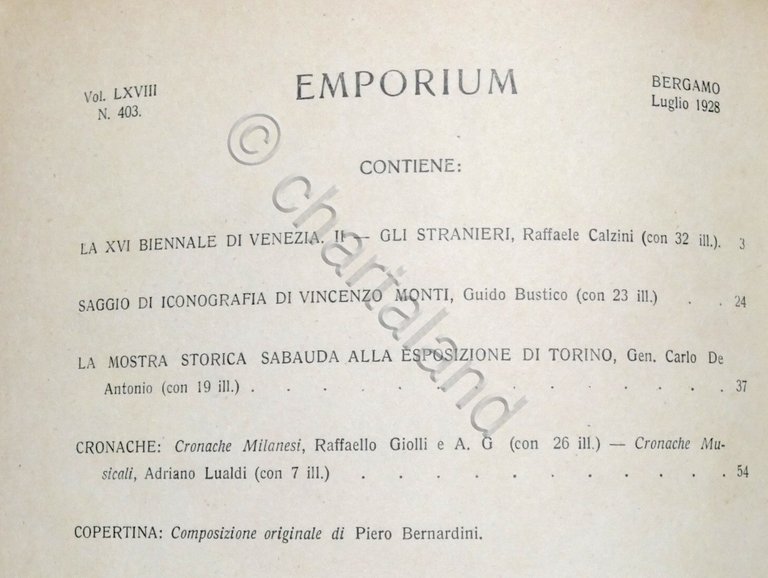 Vol. LXVIII
N. 403.
EMPORIUM
BERGAMO
Luglio 1928
CONTIENE:
LA XVI BIENNALE DI VENEZIA. II — GLI STRANIERI, Raffaele Calzini (con 32 ill.). 3
SAGGIO DI ICONOGRAFIA DI VINCENZO MONTI, Guido Bustico (con 23 ill.) . . 24
LA MOSTRA STORICA SABAUDA ALLA ESPOSIZIONE DI TORINO, Gen. Carlo De
Antonio (con 19 ill.) . . . . . . . . . . . . . 37
CRONACHE: Cronache Milanesi, Raffaello Giolli e A. G (con 26 ill.) — Cronache Mu-
sicali, Adriano Lualdi (con 7 ill.) . . . . . . . . . . 54
COPERTINA: Composizione originale di Piero Bernardini.
© chartaland